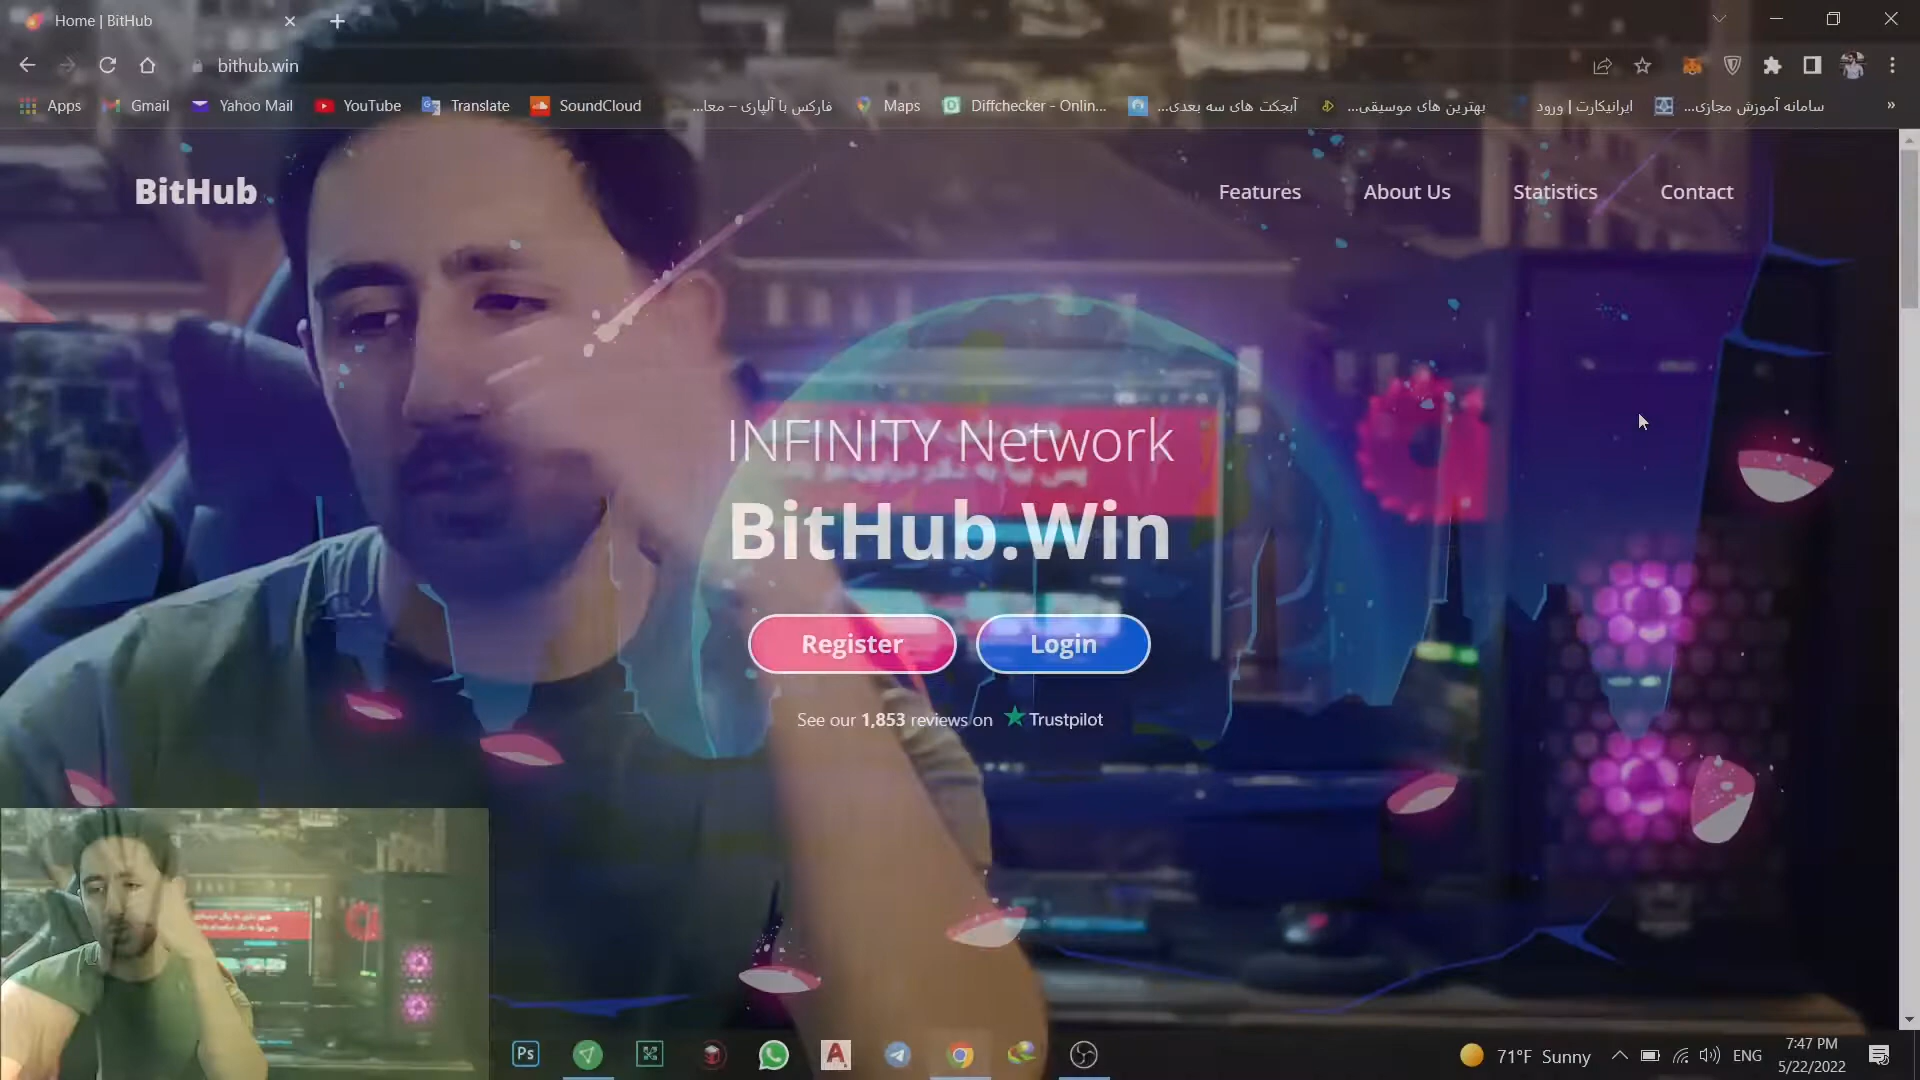 Home | BitHub
bithub.win
Apps Gmail Yahoo Mail YouTube Translate SoundCloud فارکس با آلپاری – معا... Maps Diffchecker - Onlin... آبجکت های سه بعدی... بهترین های موسیقی... ایرانیکارت | ورود سامانه آموزش مجازی...
BitHub Features About Us Statistics Contact
INFINITY Network
BitHub.Win
Register Login
See our 1,853 reviews on Trustpilot
Ps
71°F Sunny ENG 7:47 PM
5/22/2022